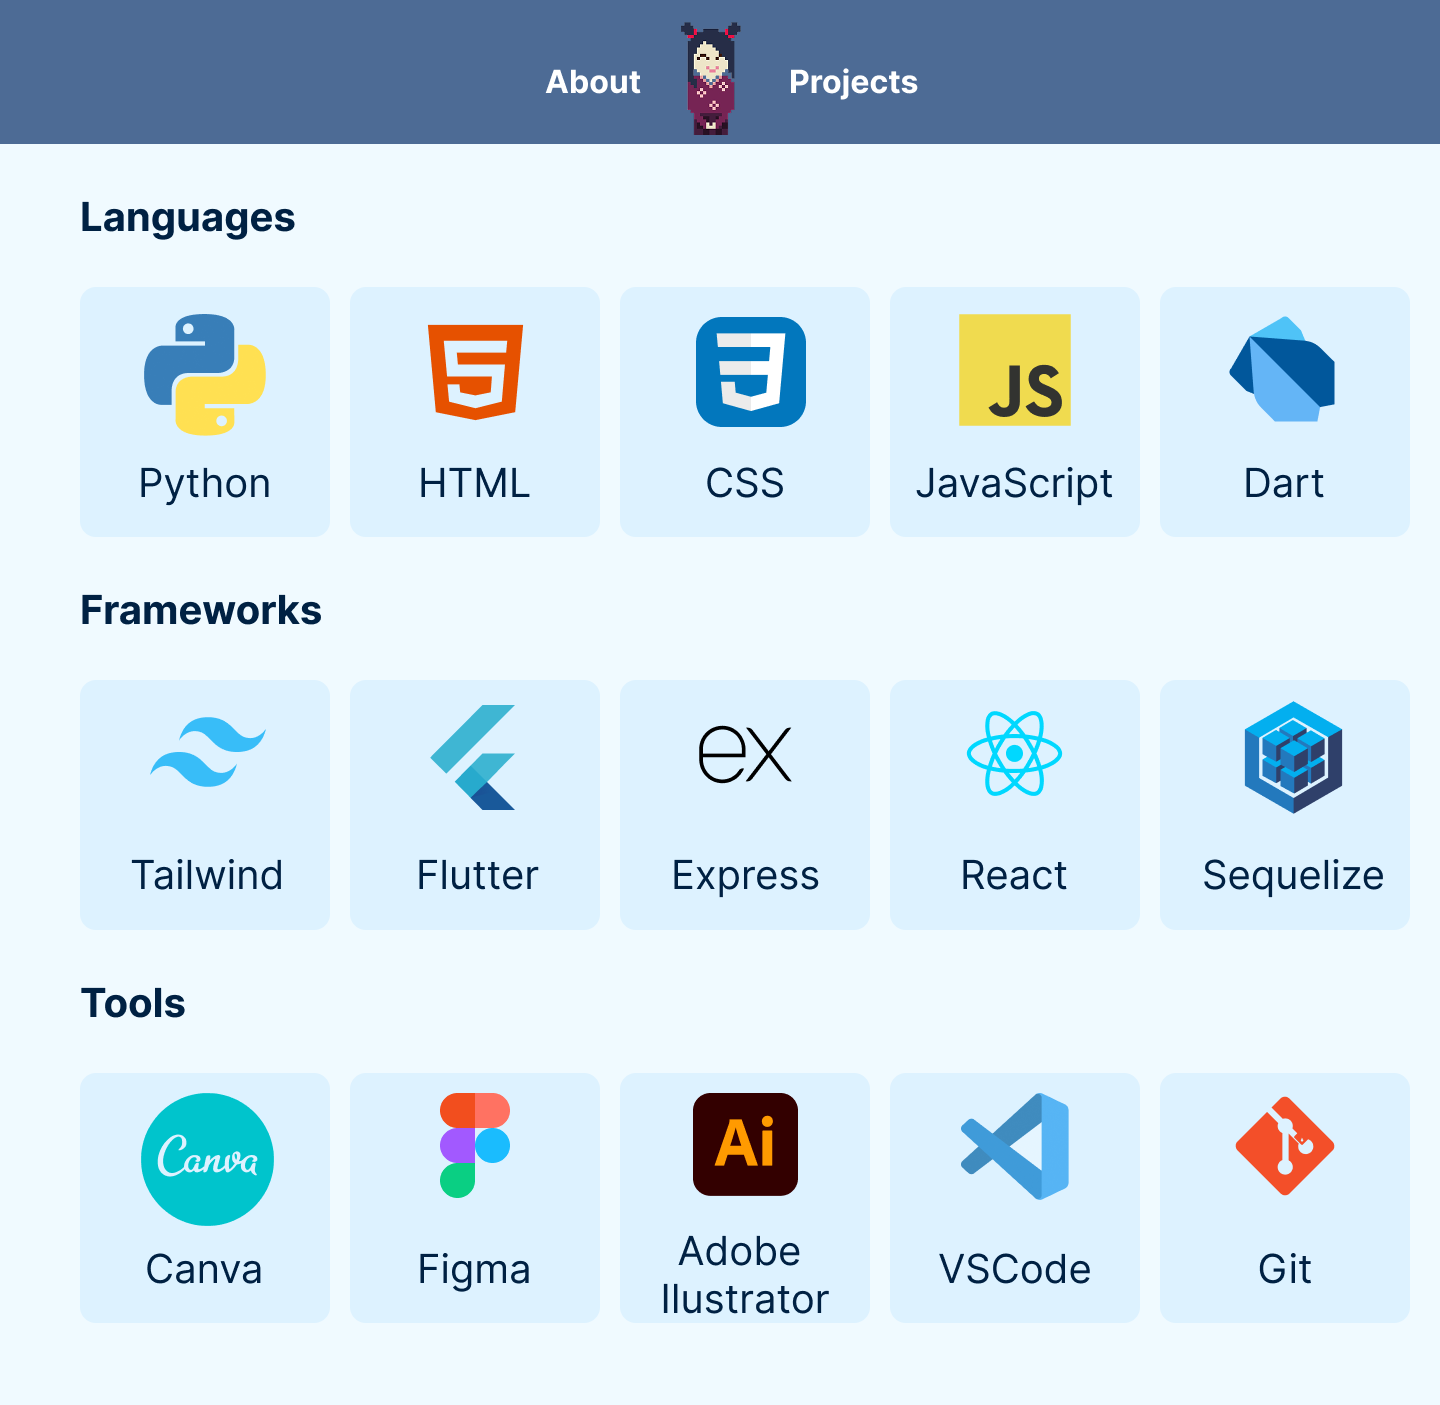 About
Projects
Languages
JS
Python
HTML
CSS
JavaScript
Dart
Frameworks
ex
Tailwind
Flutter
Express
React
Sequelize
Tools
Canva
Ai
Canva
Figma
Adobe
Ilustrator
VSCode
Git